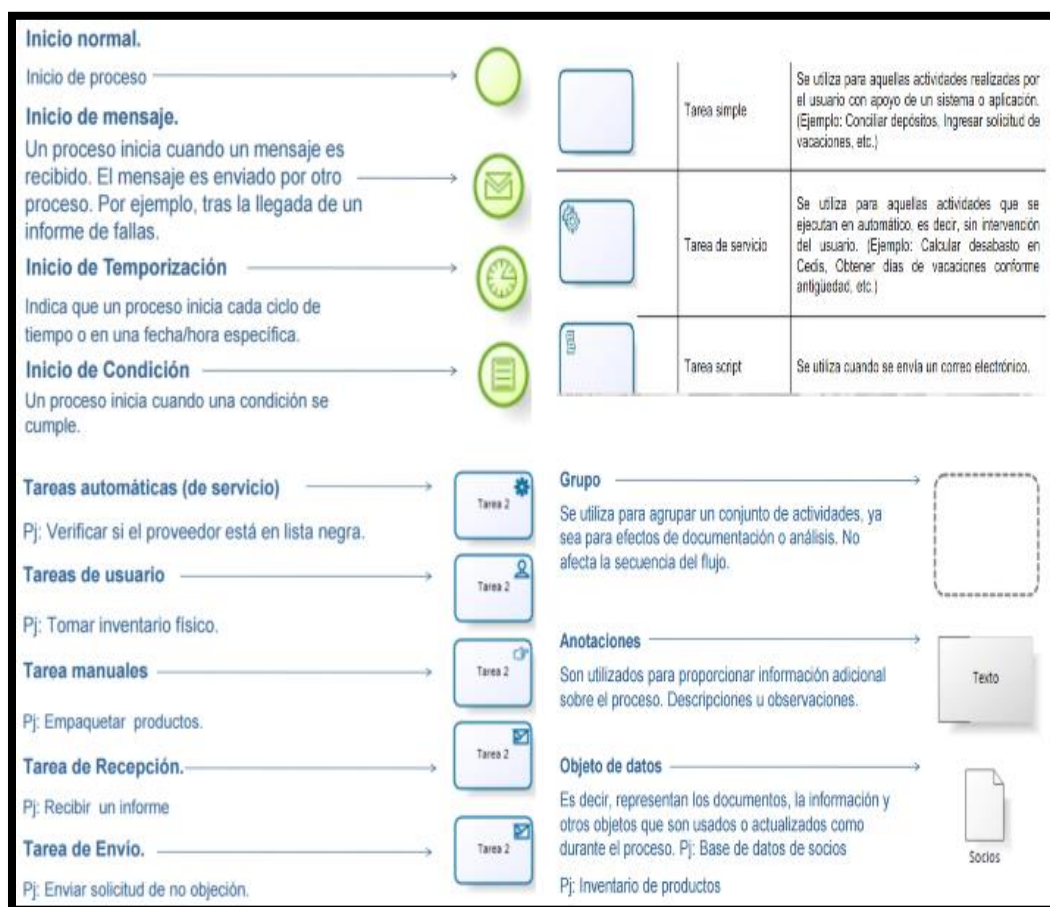 Inicio normal.
Inicio de proceso
Inicio de mensaje.
Un proceso inicia cuando un mensaje es
recibido. El mensaje es enviado por otro
proceso. Por ejemplo, tras la llegada de un
informe de fallas.
Inicio de Temporización
Indica que un proceso inicia cada ciclo de
tiempo o en una fecha/hora específica.
Inicio de Condición
Un proceso inicia cuando una condición se
cumple.
Tarea simple
Se utiliza para aquellas actividades realizadas por
el usuario con apoyo de un sistema o aplicación.
(Ejemplo: Conciliar depósitos, Ingresar solicitud de
vacaciones, etc.)
Tarea de servicio
Se utiliza para aquellas actividades que se
ejecutan en automático, es decir, sin intervención
del usuario. (Ejemplo: Calcular desabasto en
Cedis, Obtener días de vacaciones conforme
antigüedad, etc.)
Tarea script
Se utiliza cuando se envía un correo electrónico.
Tareas automáticas (de servicio)
Tarea 2
Pj: Verificar si el proveedor está en lista negra.
Tareas de usuario
Tarea 2
Pj: Tomar inventario físico.
Tarea manuales
Tarea 2
Pj: Empaquetar productos.
Tarea de Recepción.
Tarea 2
Pj: Recibir un informe
Tarea de Envío.
Tarea 2
Pj: Enviar solicitud de no objeción.
Grupo
Se utiliza para agrupar un conjunto de actividades, ya
sea para efectos de documentación o análisis. No
afecta la secuencia del flujo.
Anotaciones
Son utilizados para proporcionar información adicional
sobre el proceso. Descripciones u observaciones.
Texto
Objeto de datos
Es decir, representan los documentos, la información y
otros objetos que son usados o actualizados como
durante el proceso. Pj: Base de datos de socios
Socios
Pj: Inventario de productos